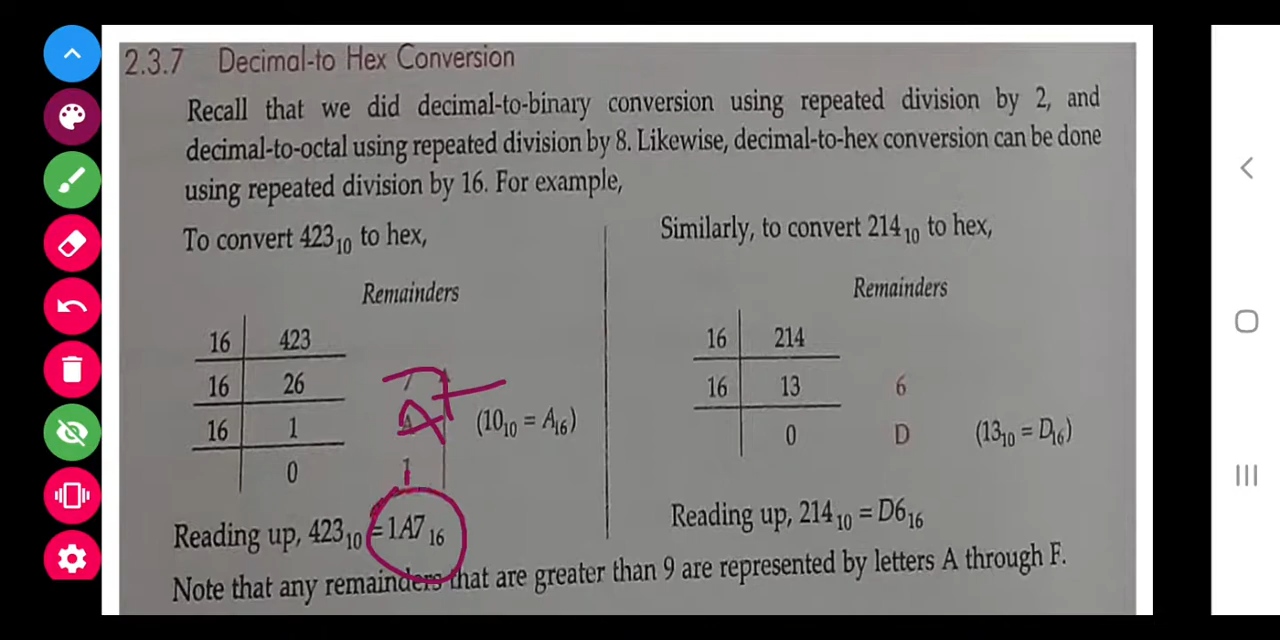 2.3.7 Decimal-to Hex Conversion
Recall that we did decimal-to-binary conversion using repeated division by 2, and
decimal-to-octal using repeated division by 8. Likewise, decimal-to-hex conversion can be done
using repeated division by 16. For example,
To convert 423₁₀ to hex,
Remainders
16 423
16 26 7
16 1 A (10₁₀ = A₁₆)
0 1
Reading up, 423₁₀ = 1A7₁₆
Similarly, to convert 214₁₀ to hex,
Remainders
16 214
16 13 6
0 D (13₁₀ = D₁₆)
Reading up, 214₁₀ = D6₁₆
Note that any remainders that are greater than 9 are represented by letters A through F.